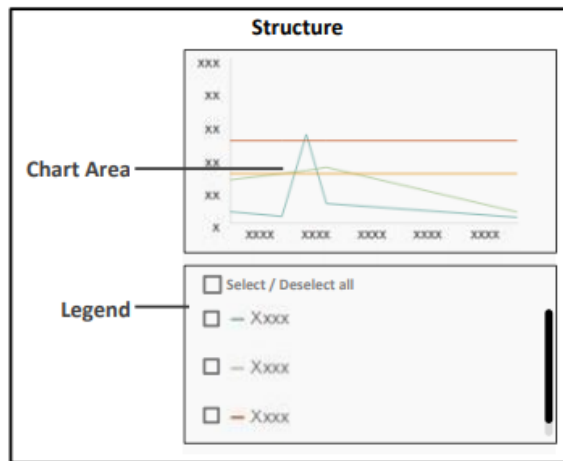 Structure
xxx
xx
xx
Chart Area
xx
xx
x
xxxx xxxx xxxx xxxx xxxx
Select / Deselect all
Legend
Xxxx
Xxxx
Xxxx